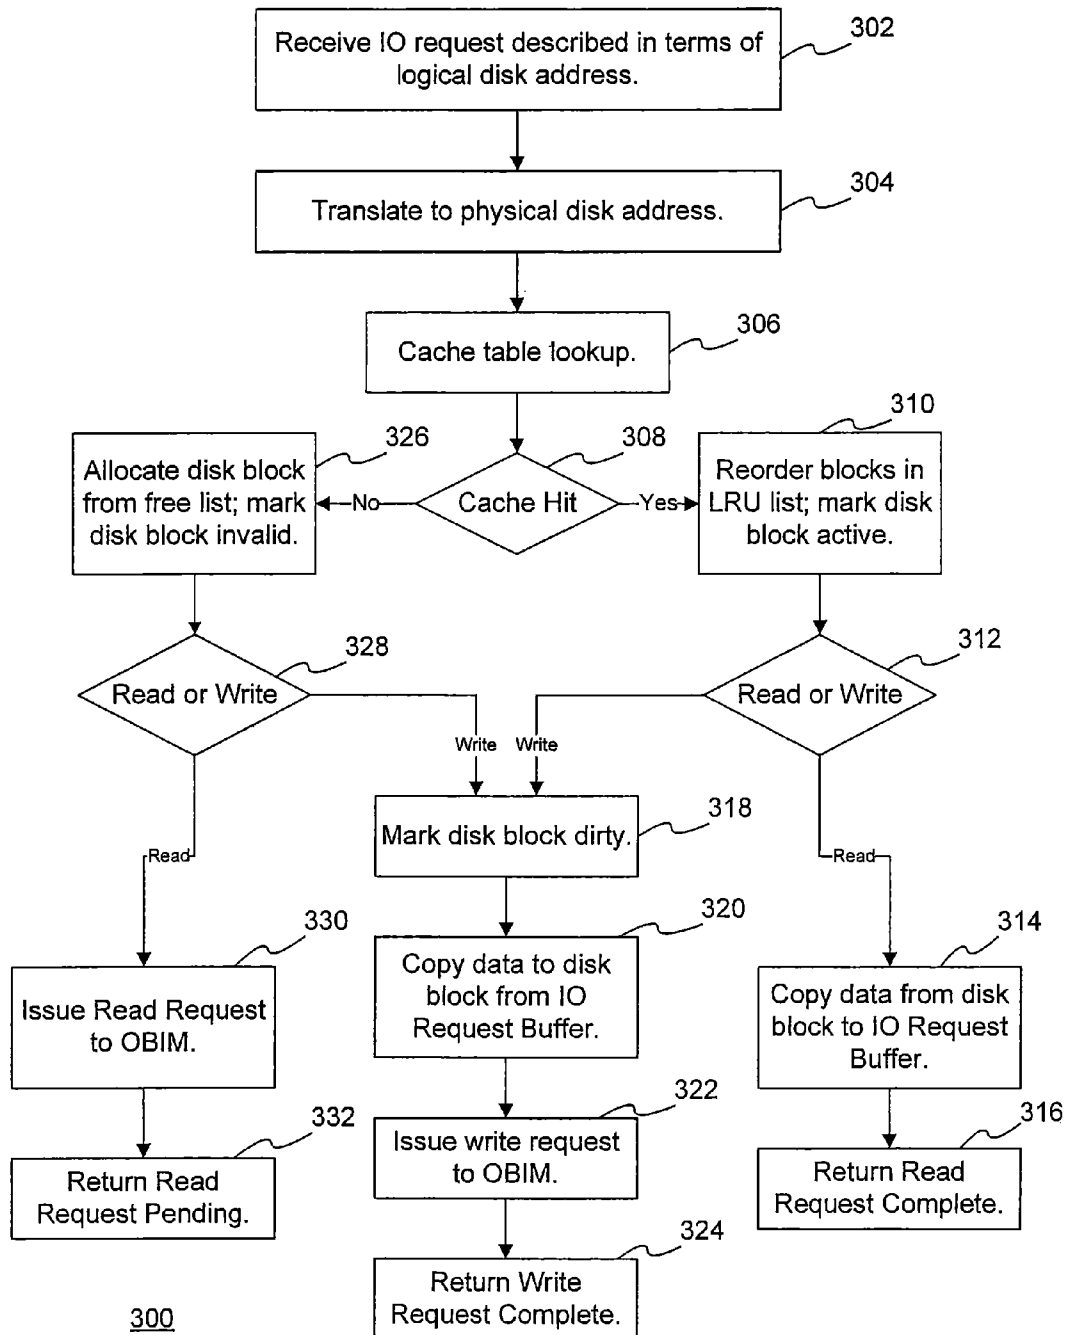 Receive IO request described in terms of
logical disk address.
302
Translate to physical disk address.
304
Cache table lookup.
306
Allocate disk block
from free list; mark
disk block invalid.
326
No
Cache Hit
308
Yes
Reorder blocks in
LRU list; mark disk
block active.
310
Read or Write
328
Read or Write
312
Write
Write
Mark disk block dirty.
318
Read
Read
Issue Read Request
to OBIM.
330
Copy data to disk
block from IO
Request Buffer.
320
Copy data from disk
block to IO Request
Buffer.
314
Return Read
Request Pending.
332
Issue write request
to OBIM.
322
Return Read
Request Complete.
316
Return Write
Request Complete.
324
300